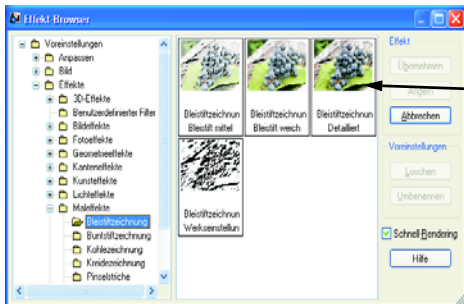 Effekt-Browser
Voreinstellungen
Anpassen
Bild
Effekte
3D-Effekte
Benutzerdefinierter Filter
Bildeffekte
Fotoeffekte
Geometrieeffekte
Kanteneffekte
Kunsteffekte
Lichteffekte
Maleffekte
Bleistiftzeichnung
Buntstiftzeichnung
Kohlezeichnung
Kreidezeichnung
Pinselstriche
Bleistiftzeichnun
Bleistift mittel
Bleistiftzeichnun
Bleistift weich
Bleistiftzeichnun
Detailliert
Bleistiftzeichnun
Werkseinstellun
Effekt
Übernehmen
Ändern
Abbrechen
Voreinstellungen
Löschen
Umbenennen
Schnell-Rendering
Hilfe